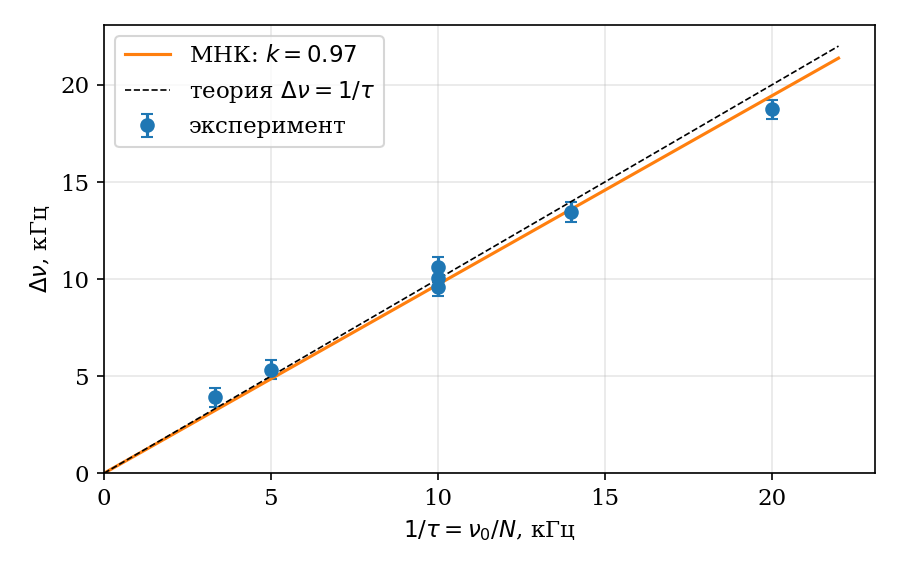 МНК: k = 0.97
теория Δν = 1/τ
эксперимент
20
15
10
5
0
Δν, кГц
0 5 10 15 20
1/τ = ν₀/N, кГц